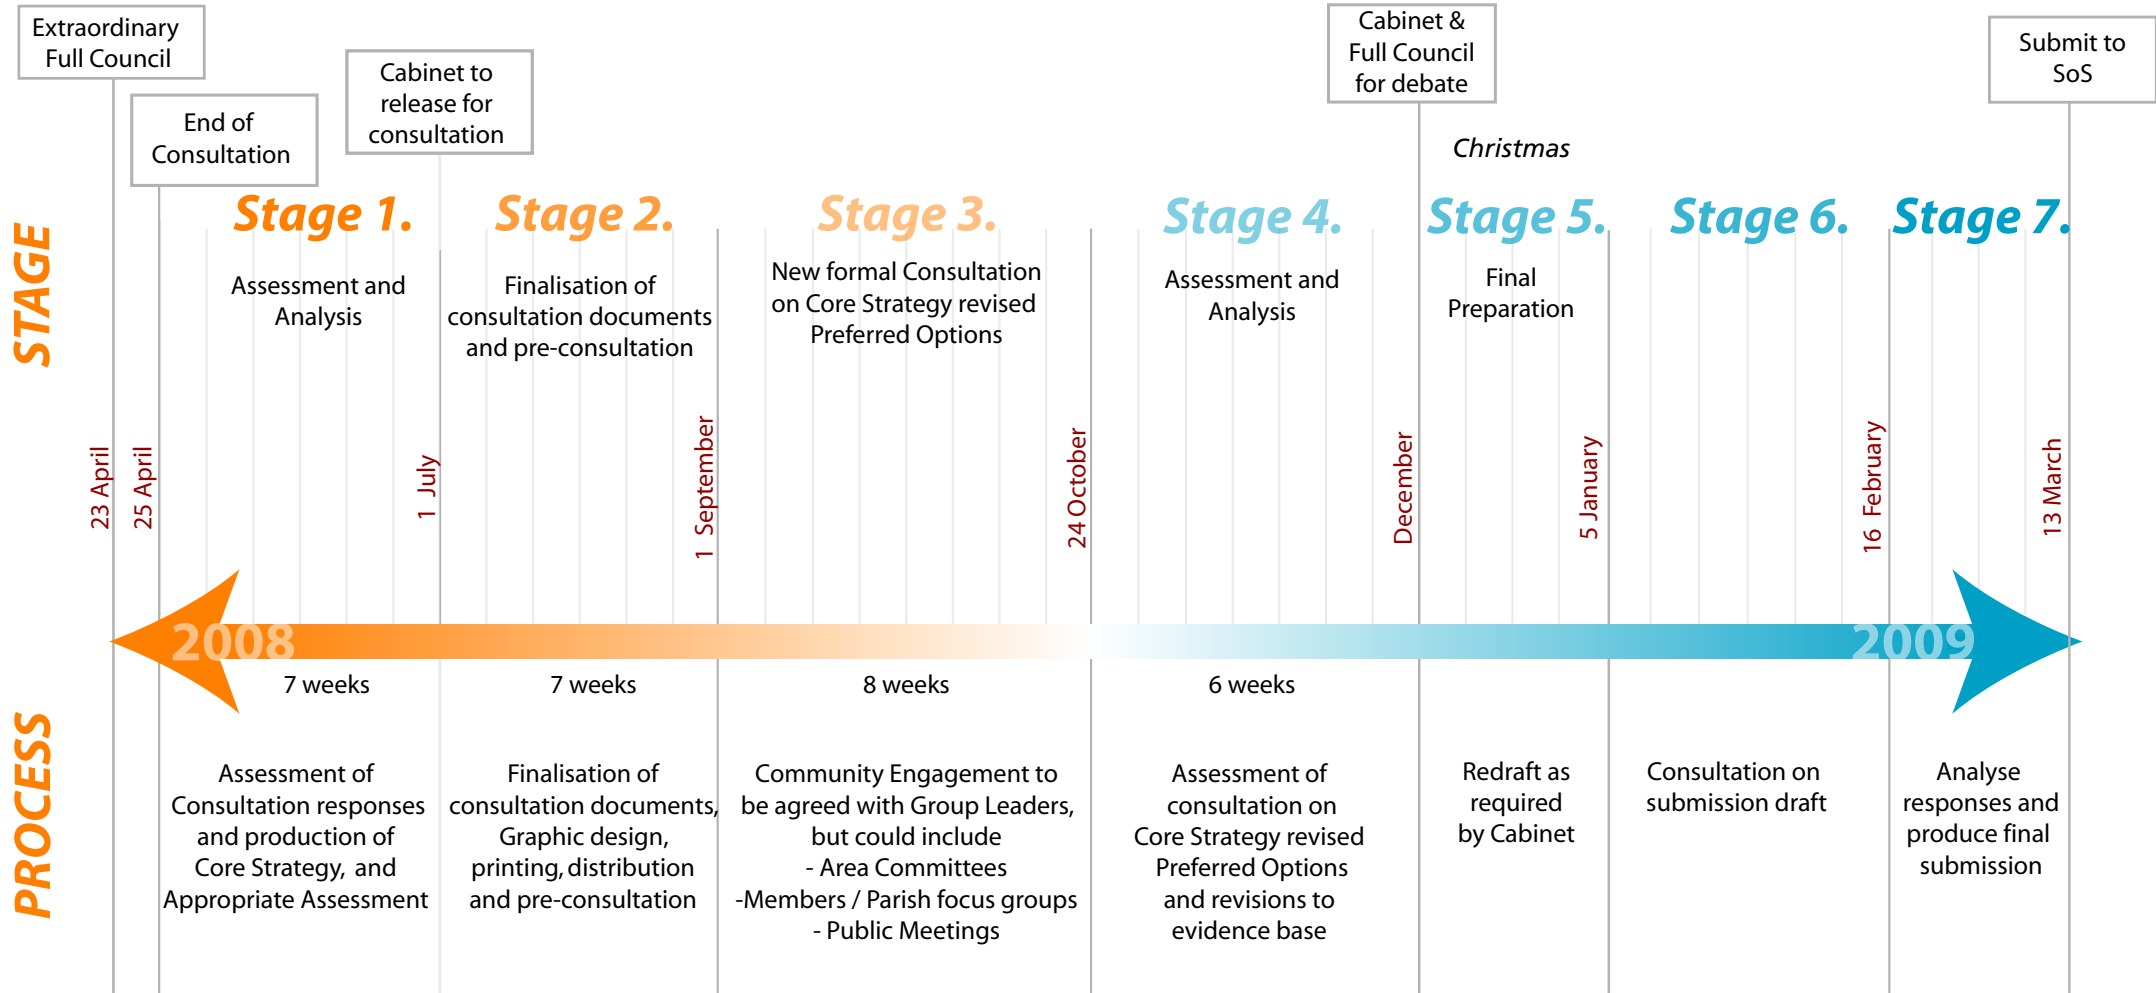 Extraordinary
Full Council
End of
Consultation
Cabinet to
release for
consultation
Cabinet &
Full Council
for debate
Submit to
SoS
Christmas
STAGE
Stage 1.
Stage 2.
Stage 3.
Stage 4.
Stage 5.
Stage 6.
Stage 7.
Assessment and
Analysis
Finalisation of
consultation documents
and pre-consultation
New formal Consultation
on Core Strategy revised
Preferred Options
Assessment and
Analysis
Final
Preparation
23 April
25 April
1 July
1 September
24 October
December
5 January
16 February
13 March
2008
2009
7 weeks
7 weeks
8 weeks
6 weeks
PROCESS
Assessment of
Consultation responses
and production of
Core Strategy, and
Appropriate Assessment
Finalisation of
consultation documents,
Graphic design,
printing, distribution
and pre-consultation
Community Engagement to
be agreed with Group Leaders,
but could include
- Area Committees
-Members / Parish focus groups
- Public Meetings
Assessment of
consultation on
Core Strategy revised
Preferred Options
and revisions to
evidence base
Redraft as
required
by Cabinet
Consultation on
submission draft
Analyse
responses and
produce final
submission